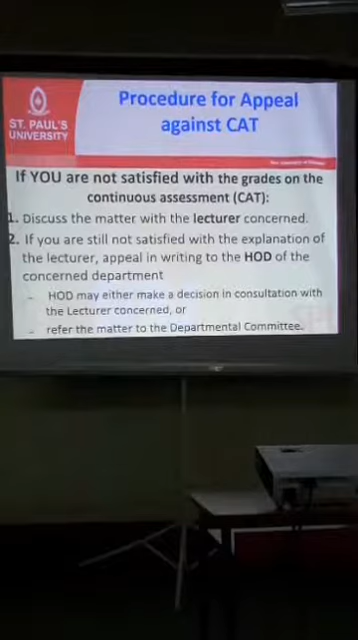 ST. PAUL'S
UNIVERSITY
Procedure for Appeal
against CAT
If YOU are not satisfied with the grades on the
continuous assessment (CAT):
1. Discuss the matter with the lecturer concerned.
2. If you are still not satisfied with the explanation of
the lecturer, appeal in writing to the HOD of the
concerned department
– HOD may either make a decision in consultation with
the Lecturer concerned, or
– refer the matter to the Departmental Committee.